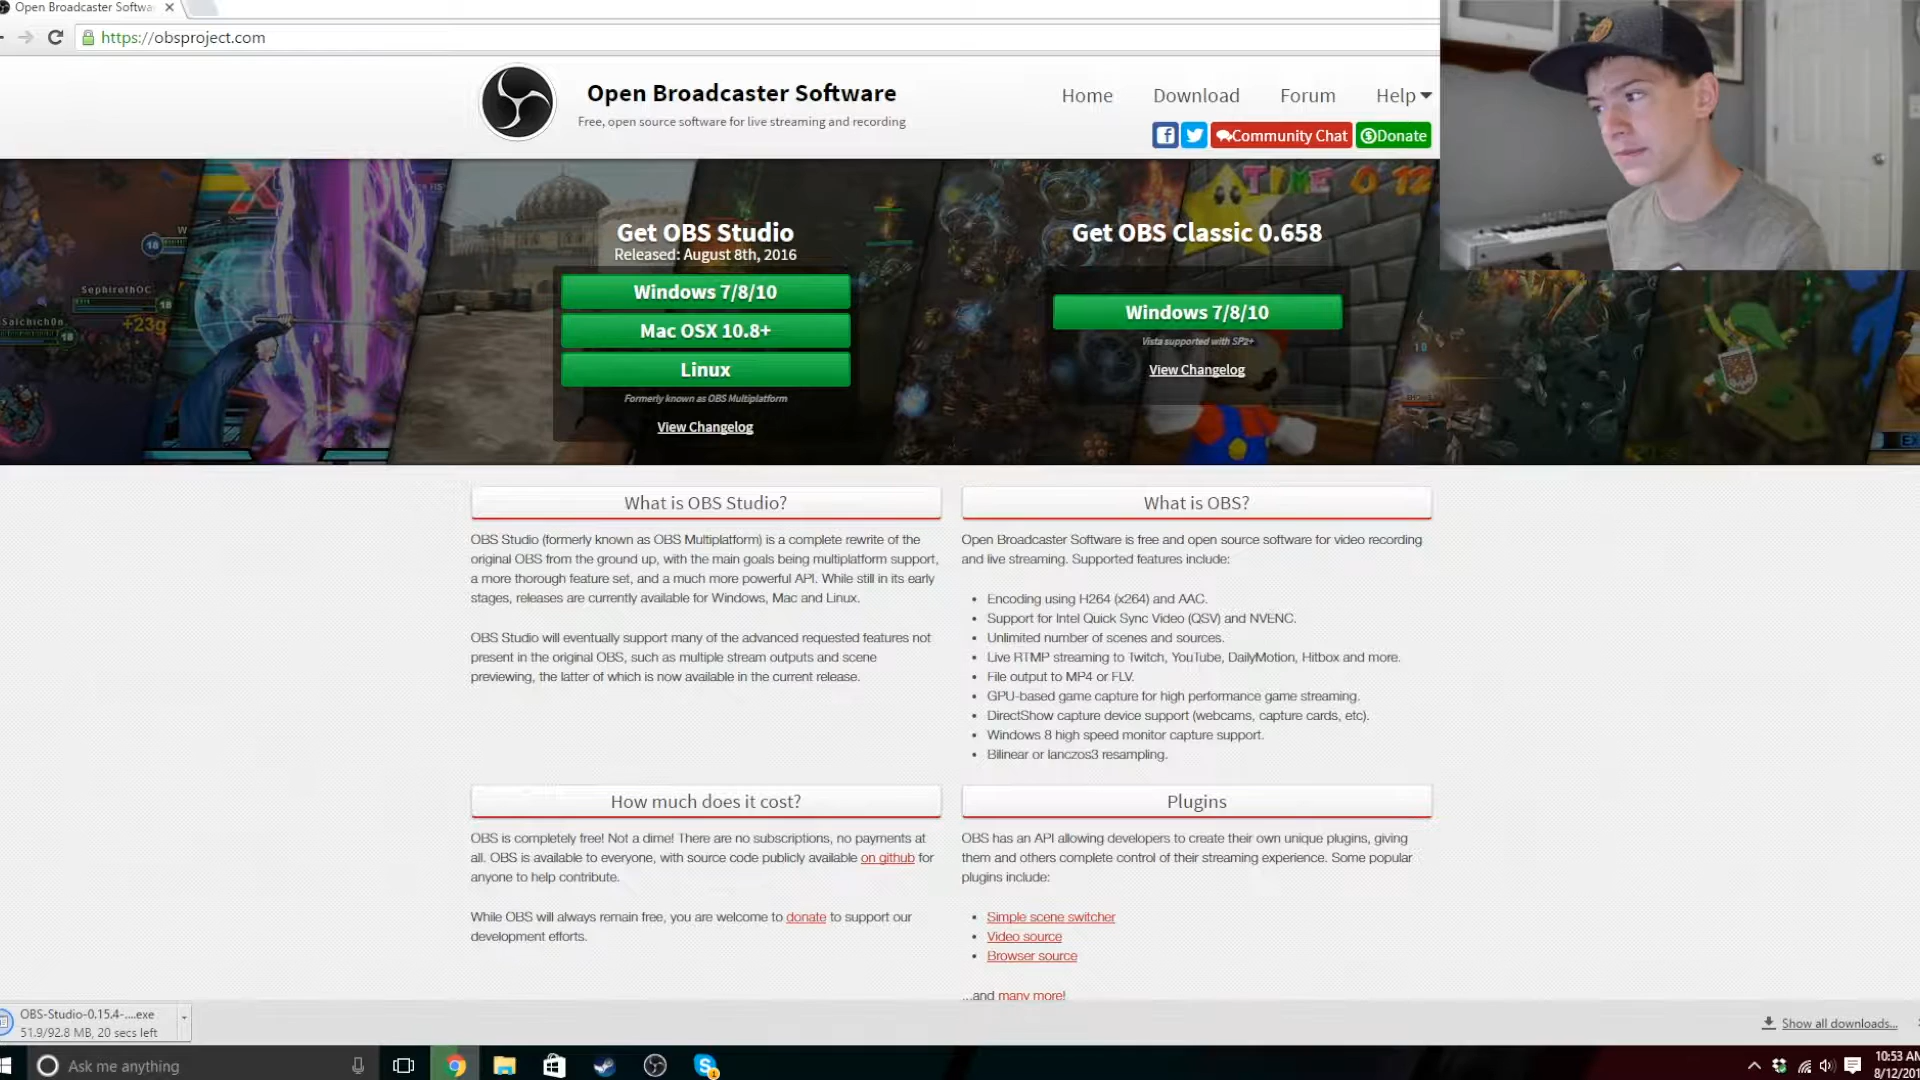 Open Broadcaster Softwa
https://obsproject.com
Open Broadcaster Software
Free, open source software for live streaming and recording
Home
Download
Forum
Help
Community Chat
Donate
TIME 0 12
Get OBS Studio
Released: August 8th, 2016
Windows 7/8/10
Mac OSX 10.8+
Linux
Formerly known as OBS Multiplatform
View Changelog
Get OBS Classic 0.658
Windows 7/8/10
Vista supported with SP2+
View Changelog
18
SephirothOC
18
Saichich0n
18
+23g
10
What is OBS Studio?
OBS Studio (formerly known as OBS Multiplatform) is a complete rewrite of the
original OBS from the ground up, with the main goals being multiplatform support,
a more thorough feature set, and a much more powerful API. While still in its early
stages, releases are currently available for Windows, Mac and Linux.
OBS Studio will eventually support many of the advanced requested features not
present in the original OBS, such as multiple stream outputs and scene
previewing, the latter of which is now available in the current release.
What is OBS?
Open Broadcaster Software is free and open source software for video recording
and live streaming. Supported features include:
Encoding using H264 (x264) and AAC.
Support for Intel Quick Sync Video (QSV) and NVENC.
Unlimited number of scenes and sources.
Live RTMP streaming to Twitch, YouTube, DailyMotion, Hitbox and more.
File output to MP4 or FLV.
GPU-based game capture for high performance game streaming.
DirectShow capture device support (webcams, capture cards, etc).
Windows 8 high speed monitor capture support.
Bilinear or lanczos3 resampling.
How much does it cost?
OBS is completely free! Not a dime! There are no subscriptions, no payments at
all. OBS is available to everyone, with source code publicly available on github for
anyone to help contribute.
While OBS will always remain free, you are welcome to donate to support our
development efforts.
Plugins
OBS has an API allowing developers to create their own unique plugins, giving
them and others complete control of their streaming experience. Some popular
plugins include:
Simple scene switcher
Video source
Browser source
...and many more!
OBS-Studio-0.15.4-....exe
51.9/92.8 MB, 20 secs left
Show all downloads...
Ask me anything
10:53 AM
8/12/201